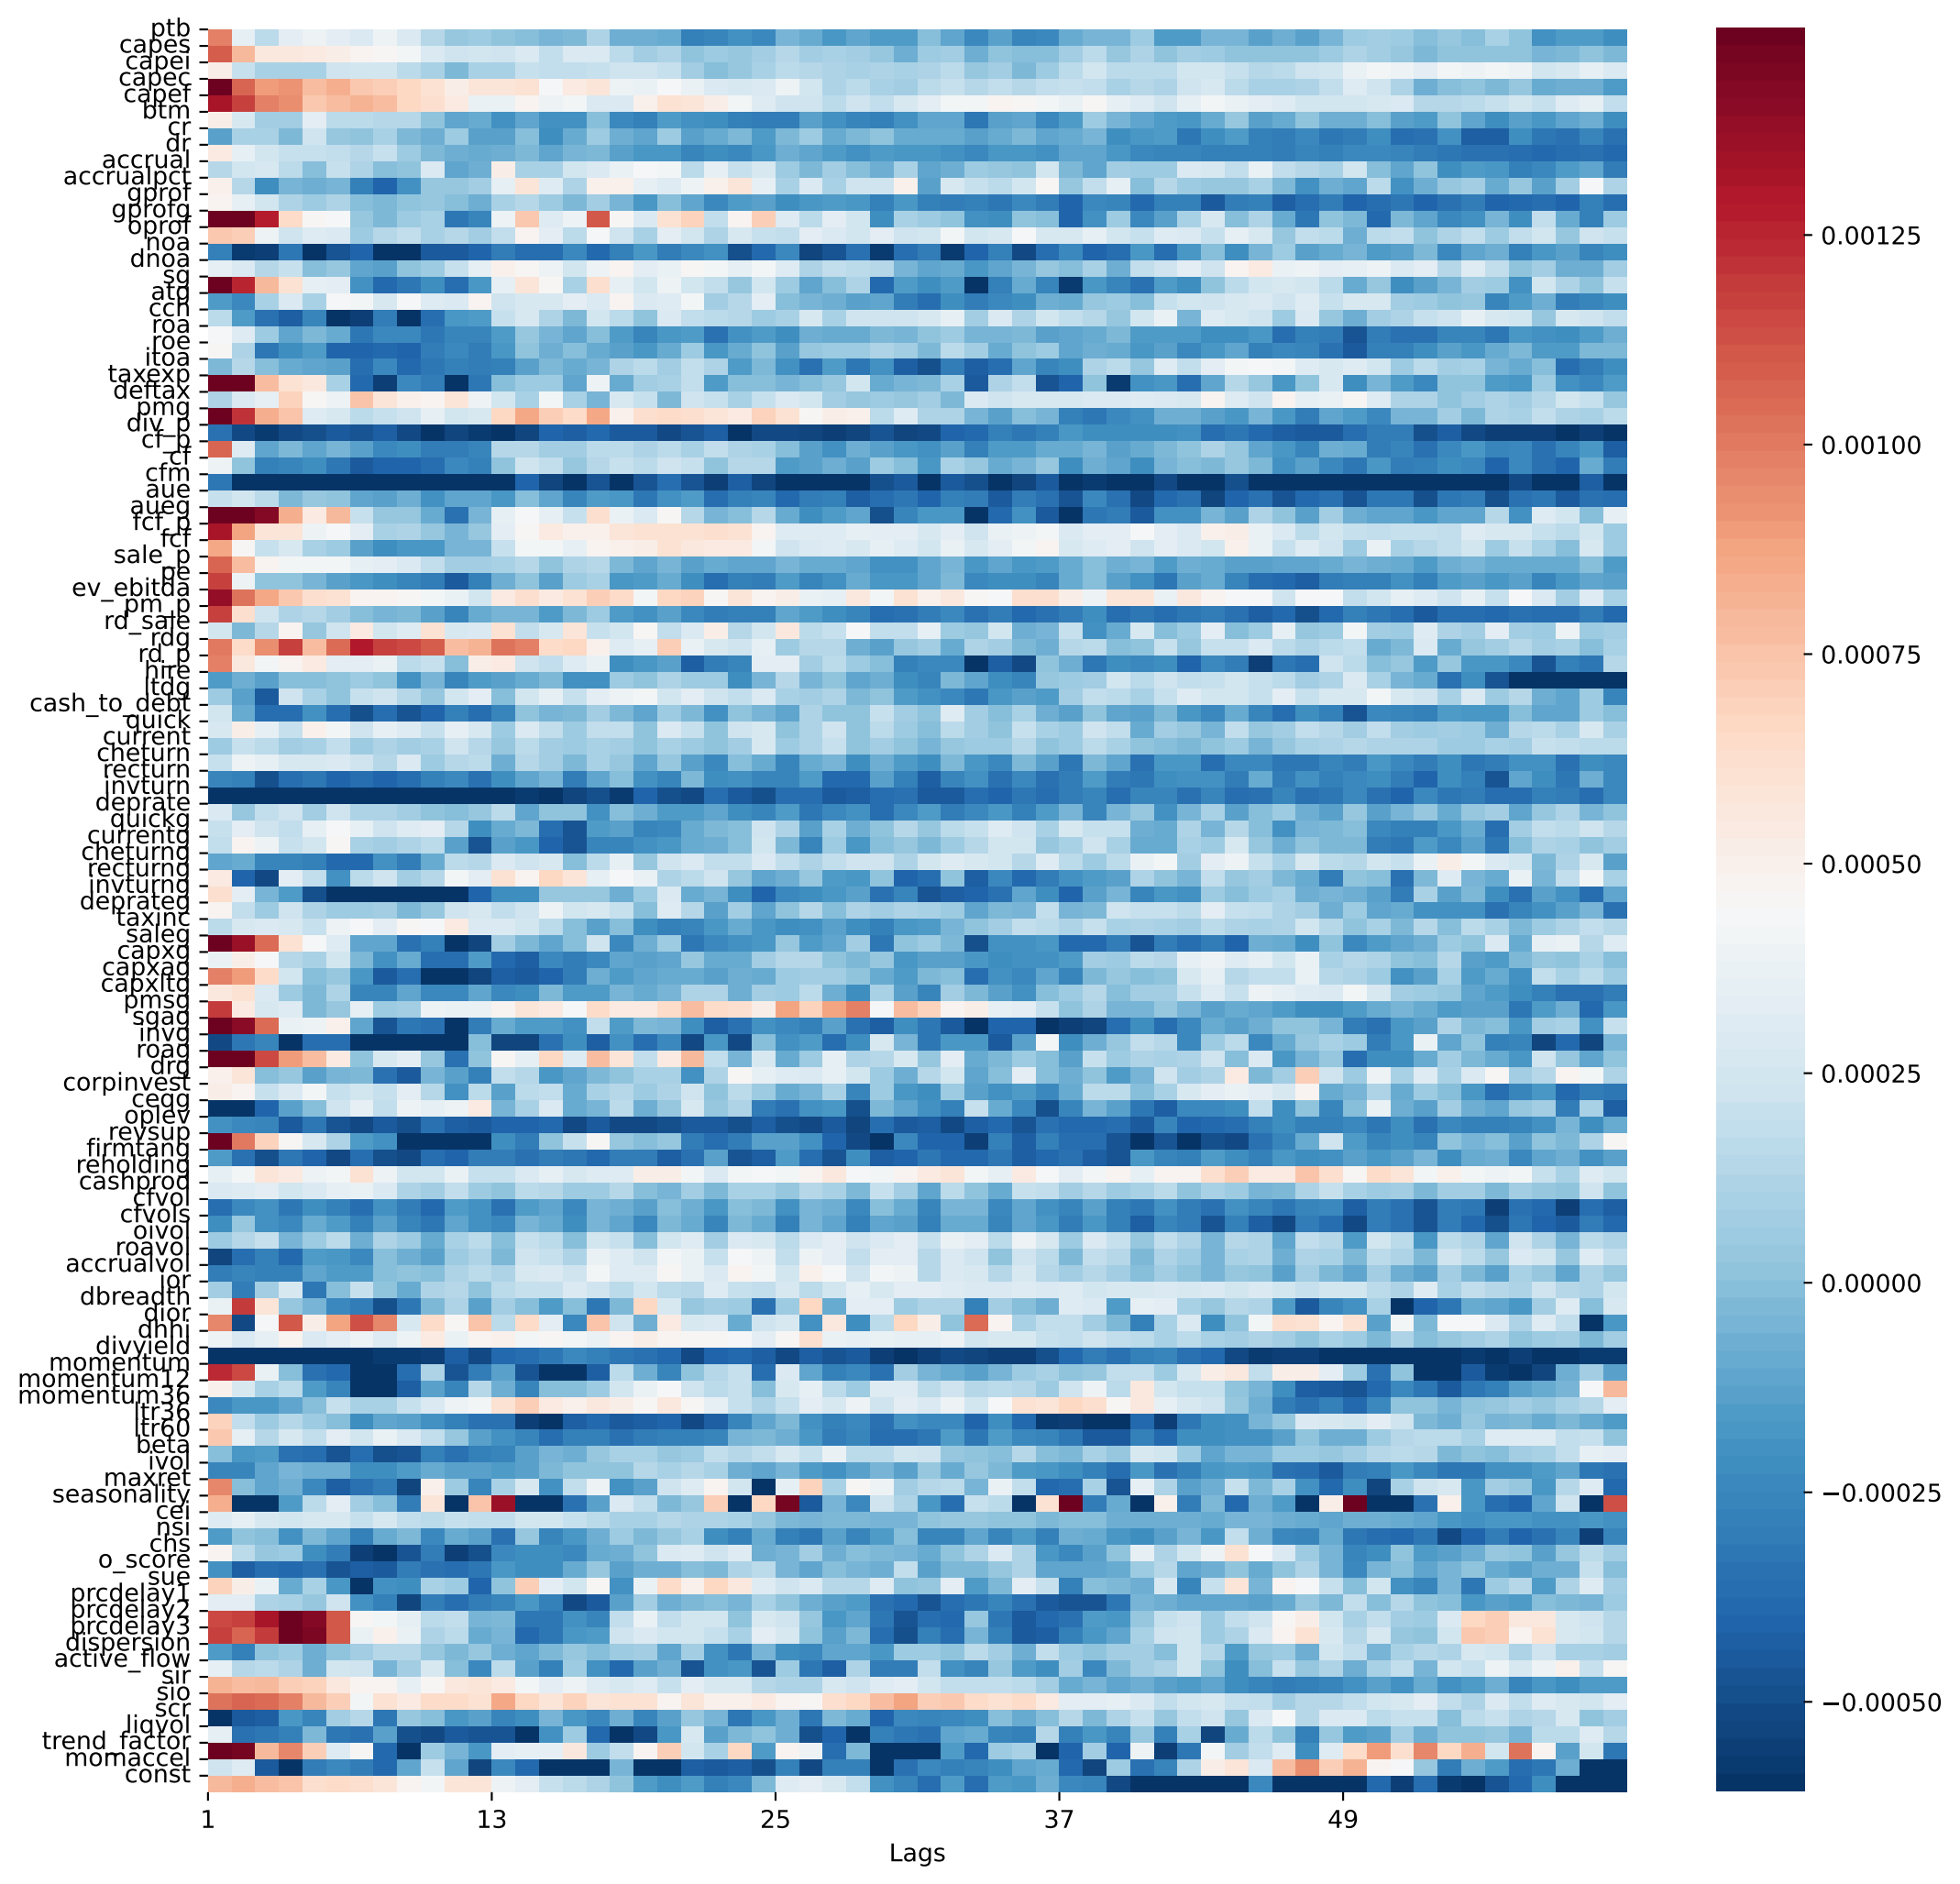 ptb
capes
capei
capec
capef
btm
cr
dr
accrual
accrualpct
gprof
gprofg
oprof
noa
dnoa
sg
atg
ccn
roa
roe
itoa
taxexp
deftax
pmg
div_p
cf_p
cf
cfm
aue
aueg
fcf_p
fcf
sale_p
pe
ev_ebitda
pm_p
rd_sale
rdg
rd_p
hire
ltdg
cash_to_debt
quick
current
cheturn
recturn
invturn
deprate
quickg
currentg
cheturng
recturng
invturng
deprateg
taxinc
saleg
capxg
capxag
capxitg
pmsg
sgag
invg
roag
drg
corpinvest
ceqg
oplev
revsup
firmtang
reholding
cashprod
cfvol
cfvols
oivol
roavol
accrualvol
ior
dbreadth
dior
dhhi
divyield
momentum
momentum12
momentum36
ltr36
ltr60
beta
ivol
maxret
seasonality
cei
nsi
chs
o_score
sue
prcdelay1
prcdelay2
prcdelay3
dispersion
active_flow
sir
sio
scr
liqvol
trend_factor
momaccel
const
1 13 25 37 49
Lags
0.00125
0.00100
0.00075
0.00050
0.00025
0.00000
−0.00025
−0.00050